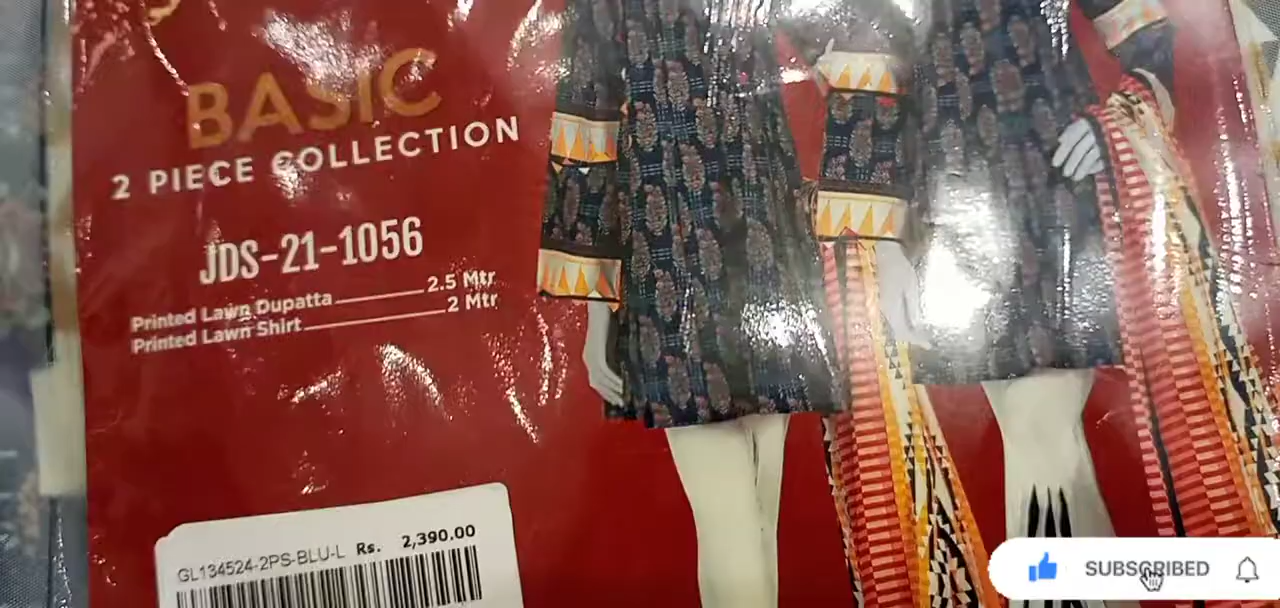 BASIC
2 PIECE COLLECTION
JDS-21-1056
Printed Lawn Dupatta 2.5 Mtr
Printed Lawn Shirt 2 Mtr
GL134524-2PS-BLU-L Rs. 2,390.00
SUBSCRIBED